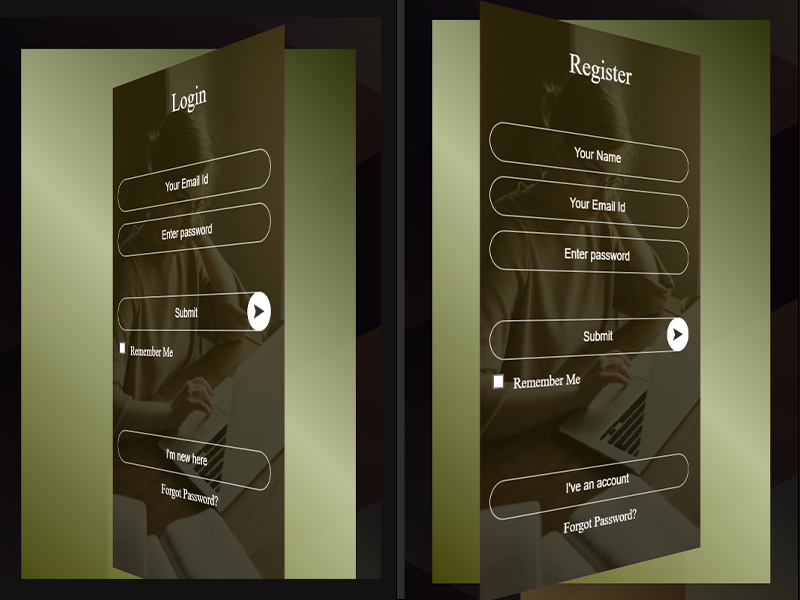 Login
Your Email Id
Enter password
Submit
Remember Me
I'm new here
Forgot Password?
Register
Your Name
Your Email Id
Enter password
Submit
Remember Me
I've an account
Forgot Password?